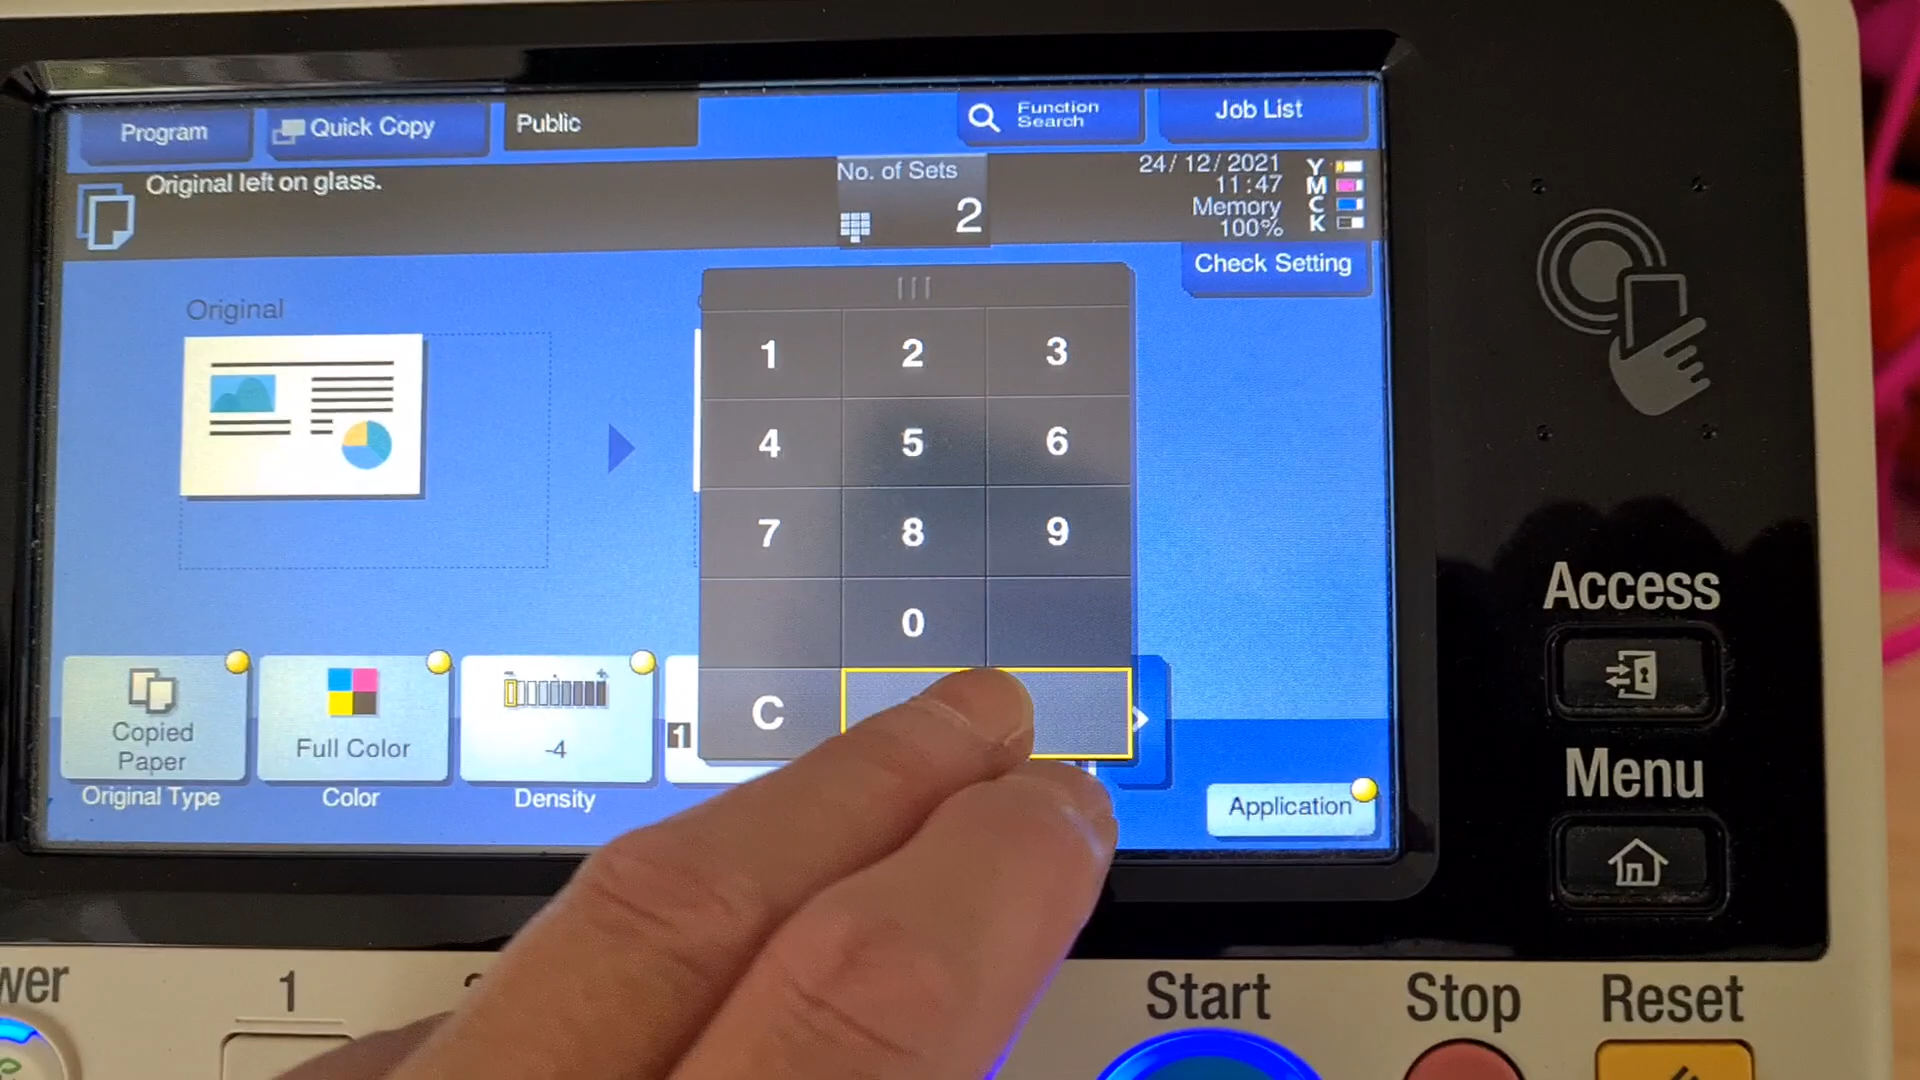 Program
Quick Copy
Public
Function
Search
Job List
Original left on glass.
No. of Sets
2
24/12/2021
11:47
Memory
100%
Y
M
C
K
Check Setting
Original
1
2
3
4
5
6
7
8
9
0
C
Copied
Paper
Original Type
Full Color
Color
- +
-4
Density
1
Application
Access
Menu
wer
1
Start
Stop
Reset